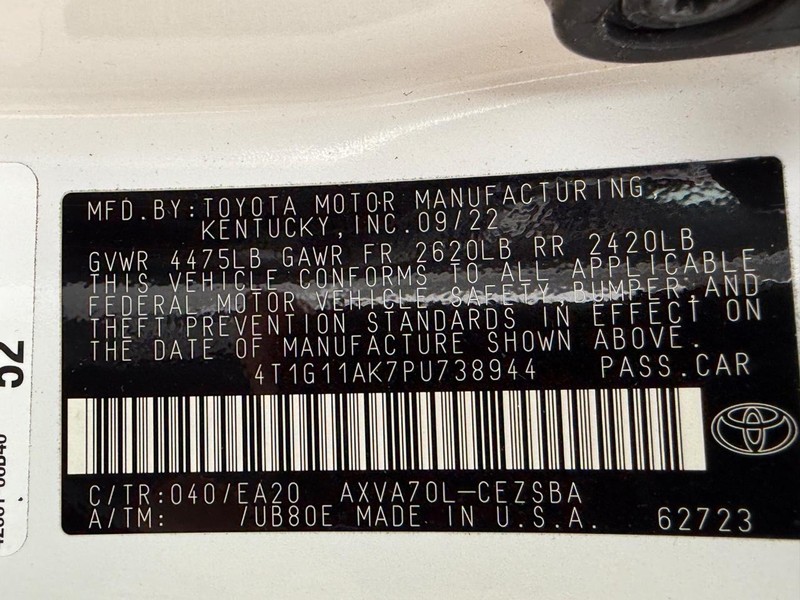 MFD.BY:TOYOTA MOTOR MANUFACTURING
KENTUCKY,INC.09/22
GVWR 4475LB GAWR FR 2620LB RR 2420LB
THIS VEHICLE CONFORMS TO ALL APPLICABLE
FEDERAL MOTOR VEHICLE SAFETY BUMPER,AND
THEFT PREVENTION STANDARDS IN EFFECT ON
THE DATE OF MANUFACTURE SHOWN ABOVE.
4T1G11AK7PU738944 PASS.CAR
C/TR:040/EA20 AXVA70L-CEZSBA
A/TM: /UB80E MADE IN U.S.A. 62723
52